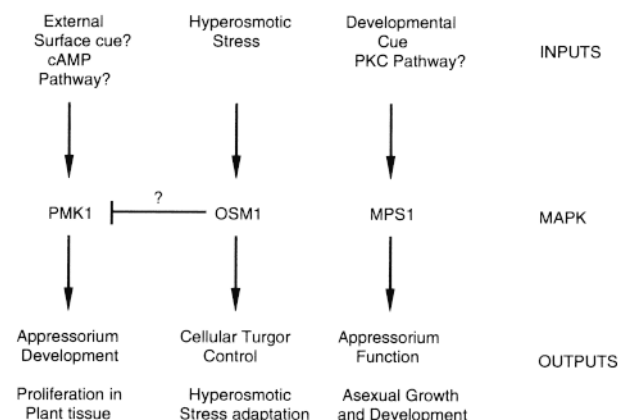 External
Surface cue?
cAMP
Pathway?
Hyperosmotic
Stress
Developmental
Cue
PKC Pathway?
INPUTS
?
PMK1
OSM1
MPS1
MAPK
Appressorium
Development
Cellular Turgor
Control
Appressorium
Function
OUTPUTS
Proliferation in
Plant tissue
Hyperosmotic
Stress adaptation
Asexual Growth
and Development